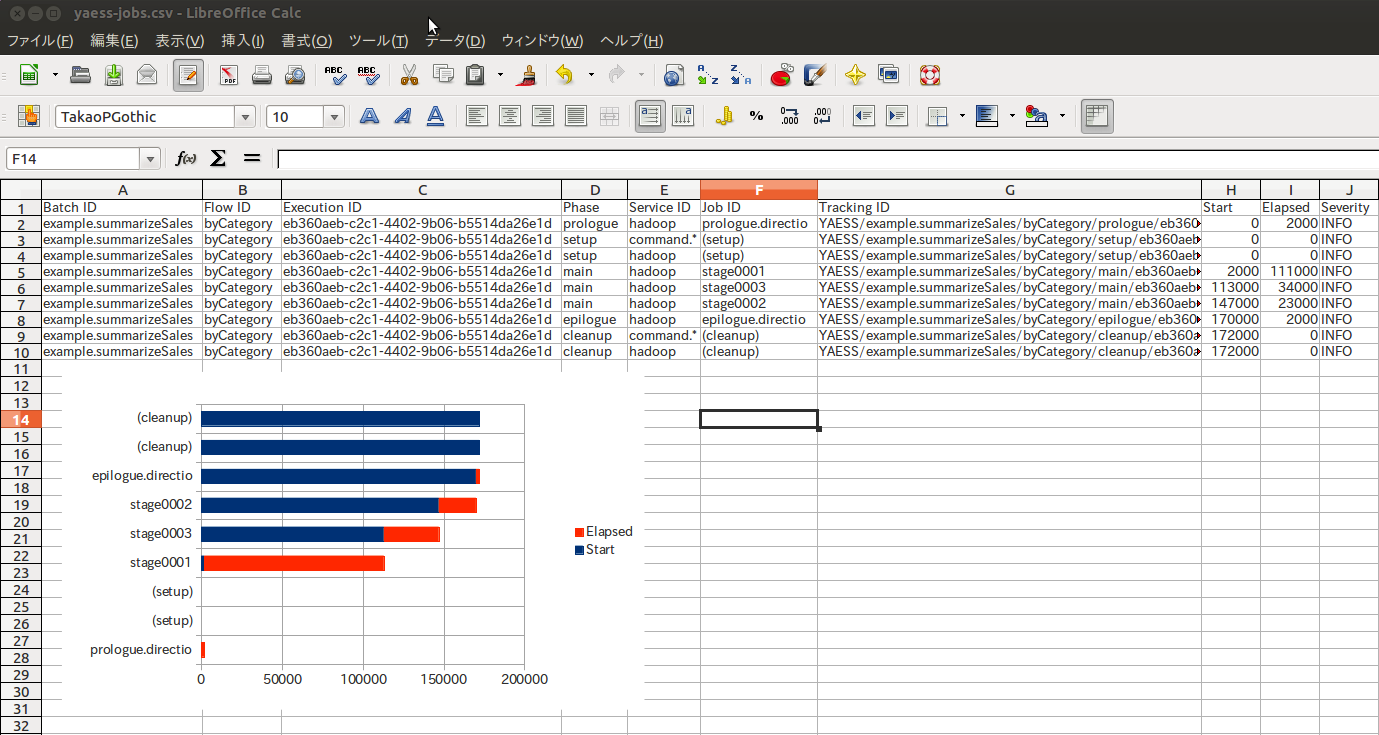 yaess-jobs.csv - LibreOffice Calc
ファイル(F) 編集(E) 表示(V) 挿入(I) 書式(O) ツール(T) データ(D) ウィンドウ(W) ヘルプ(H)
TakaoPGothic 10
F14
A B C D E F G H I J
1 Batch ID Flow ID Execution ID Phase Service ID Job ID Tracking ID Start Elapsed Severity
2 example.summarizeSales byCategory eb360aeb-c2c1-4402-9b06-b5514da26e1d prologue hadoop prologue.directio YAESS/example.summarizeSales/byCategory/prologue/eb360 0 2000 INFO
3 example.summarizeSales byCategory eb360aeb-c2c1-4402-9b06-b5514da26e1d setup command.* (setup) YAESS/example.summarizeSales/byCategory/setup/eb360aeb 0 0 INFO
4 example.summarizeSales byCategory eb360aeb-c2c1-4402-9b06-b5514da26e1d setup hadoop (setup) YAESS/example.summarizeSales/byCategory/setup/eb360aeb 0 0 INFO
5 example.summarizeSales byCategory eb360aeb-c2c1-4402-9b06-b5514da26e1d main hadoop stage0001 YAESS/example.summarizeSales/byCategory/main/eb360aeb 2000 111000 INFO
6 example.summarizeSales byCategory eb360aeb-c2c1-4402-9b06-b5514da26e1d main hadoop stage0003 YAESS/example.summarizeSales/byCategory/main/eb360aeb 113000 34000 INFO
7 example.summarizeSales byCategory eb360aeb-c2c1-4402-9b06-b5514da26e1d main hadoop stage0002 YAESS/example.summarizeSales/byCategory/main/eb360aeb 147000 23000 INFO
8 example.summarizeSales byCategory eb360aeb-c2c1-4402-9b06-b5514da26e1d epilogue hadoop epilogue.directio YAESS/example.summarizeSales/byCategory/epilogue/eb360 170000 2000 INFO
9 example.summarizeSales byCategory eb360aeb-c2c1-4402-9b06-b5514da26e1d cleanup command.* (cleanup) YAESS/example.summarizeSales/byCategory/cleanup/eb360a 172000 0 INFO
10 example.summarizeSales byCategory eb360aeb-c2c1-4402-9b06-b5514da26e1d cleanup hadoop (cleanup) YAESS/example.summarizeSales/byCategory/cleanup/eb360a 172000 0 INFO
11
12
13
14 (cleanup)
15
16 (cleanup)
17 epilogue.directio
18
19 stage0002
20
21 stage0003
Elapsed
22
Start
23 stage0001
24 (setup)
25
26 (setup)
27
28 prologue.directio
29 0 50000 100000 150000 200000
30
31
32